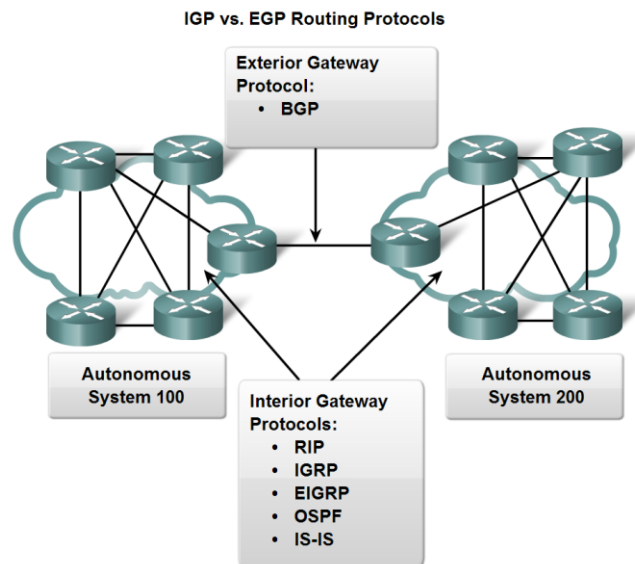 IGP vs. EGP Routing Protocols
Exterior Gateway
Protocol:
• BGP
Autonomous
System 100
Autonomous
System 200
Interior Gateway
Protocols:
• RIP
• IGRP
• EIGRP
• OSPF
• IS-IS